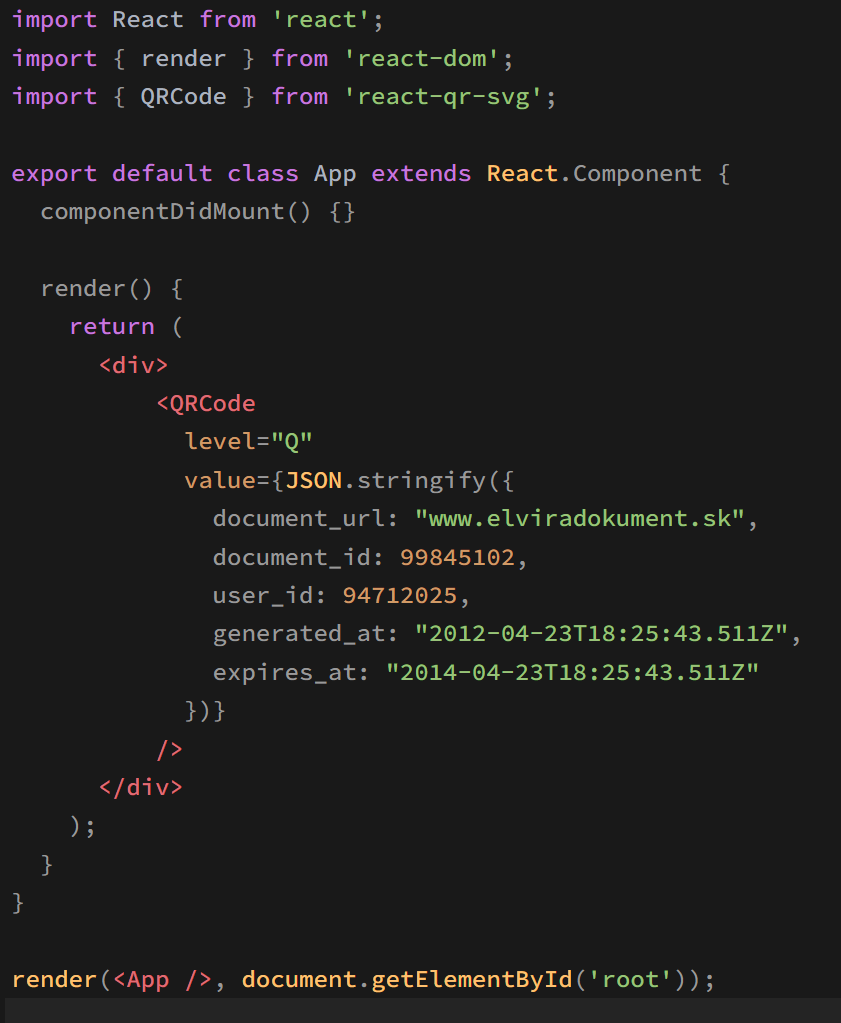 import React from 'react';
import { render } from 'react-dom';
import { QRCode } from 'react-qr-svg';

export default class App extends React.Component {
  componentDidMount() {}

  render() {
    return (
      <div>
          <QRCode
            level="Q"
            value={JSON.stringify({
              document_url: "www.elviradokument.sk",
              document_id: 99845102,
              user_id: 94712025,
              generated_at: "2012-04-23T18:25:43.511Z",
              expires_at: "2014-04-23T18:25:43.511Z"
            })}
          />
      </div>
    );
  }
}

render(<App />, document.getElementById('root'));